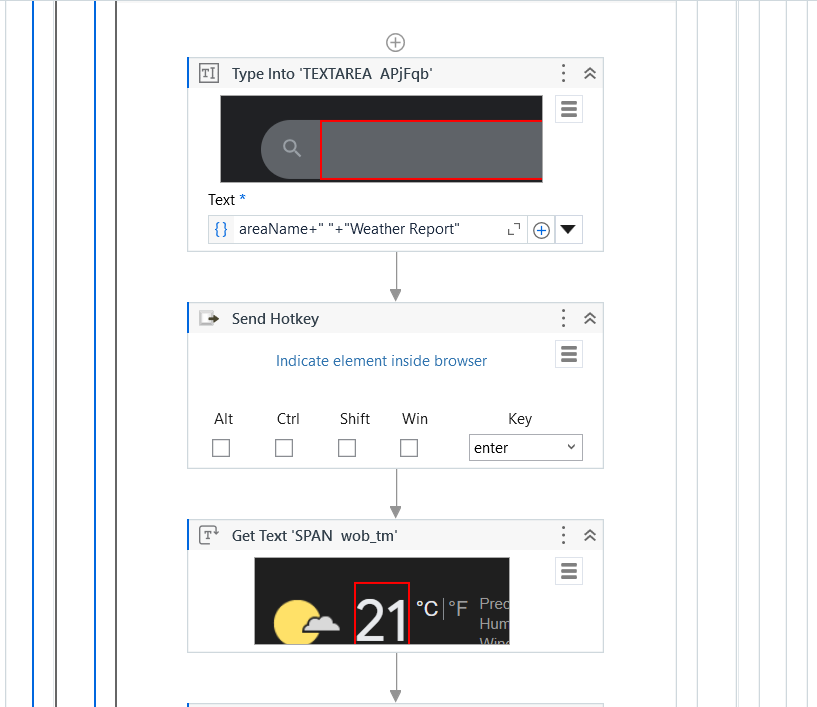 Type Into 'TEXTAREA  APjFqb'
Text *
{} areaName+" "+"Weather Report"
Send Hotkey
Indicate element inside browser
Alt Ctrl Shift Win Key
enter
Get Text 'SPAN  wob_tm'
21 °C | °F Prec
Hum
Wind